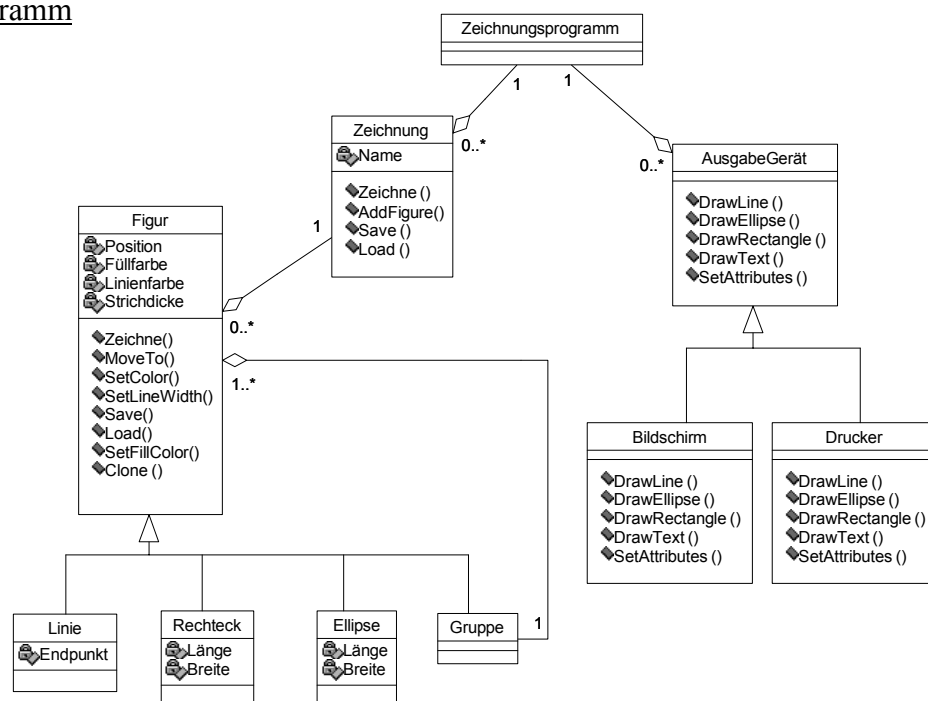 ramm
Zeichnungsprogramm
1
1
0..*
0..*
Zeichnung
Name
Zeichne ()
AddFigure()
Save ()
Load ()
AusgabeGerät
DrawLine ()
DrawEllipse ()
DrawRectangle ()
DrawText ()
SetAttributes ()
Figur
Position
Füllfarbe
Linienfarbe
Strichdicke
Zeichne()
MoveTo()
SetColor()
SetLineWidth()
Save()
Load()
SetFillColor()
Clone ()
1
0..*
1..*
Bildschirm
DrawLine ()
DrawEllipse ()
DrawRectangle ()
DrawText ()
SetAttributes ()
Drucker
DrawLine ()
DrawEllipse ()
DrawRectangle ()
DrawText ()
SetAttributes ()
Linie
Endpunkt
Rechteck
Länge
Breite
Ellipse
Länge
Breite
Gruppe
1